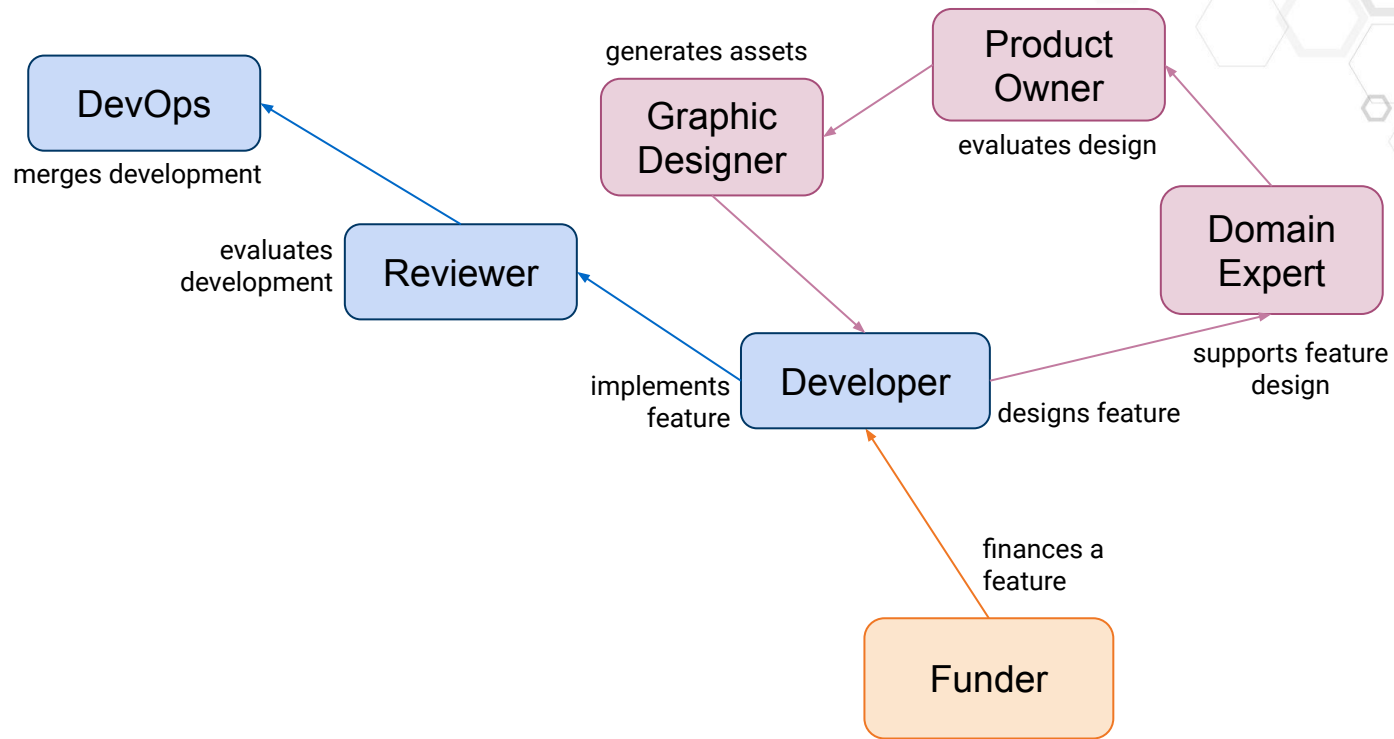 generates assets
Product
Owner
DevOps
Graphic
Designer
evaluates design
merges development
Domain
Expert
evaluates
development
Reviewer
supports feature
design
implements
feature
Developer
designs feature
finances a
feature
Funder